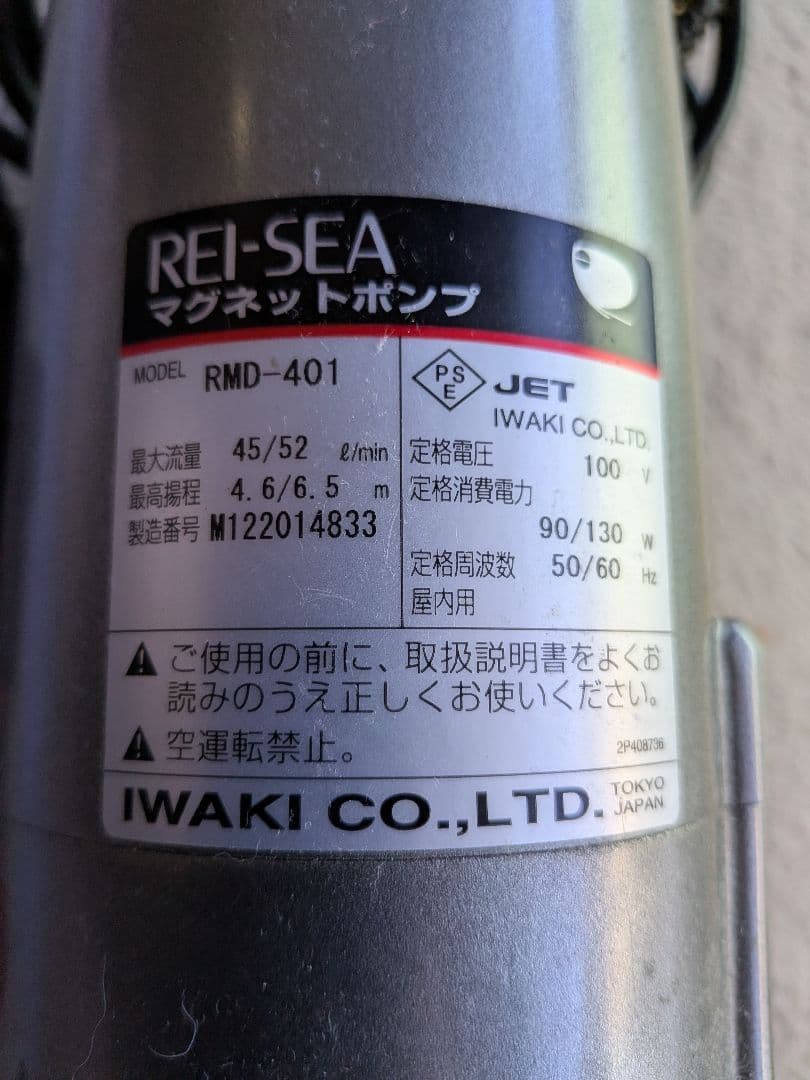 REI-SEA
マグネットポンプ
MODEL RMD-401
最大流量 45/52 ℓ/min
最高揚程 4.6/6.5 m
製造番号 M122014833
PSE JET
IWAKI CO.,LTD.
定格電圧 100 V
定格消費電力
90/130 W
定格周波数 50/60 Hz
屋内用
ご使用の前に、取扱説明書をよくお
読みのうえ正しくお使いください。
空運転禁止。
2P408736
IWAKI CO.,LTD. TOKYO
JAPAN